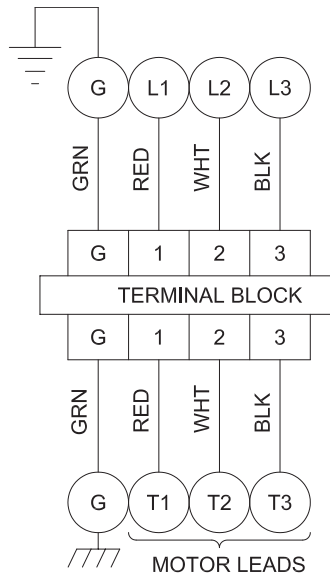 G L1 L2 L3
GRN RED WHT BLK
G 1 2 3
TERMINAL BLOCK
G 1 2 3
GRN RED WHT BLK
G T1 T2 T3
MOTOR LEADS